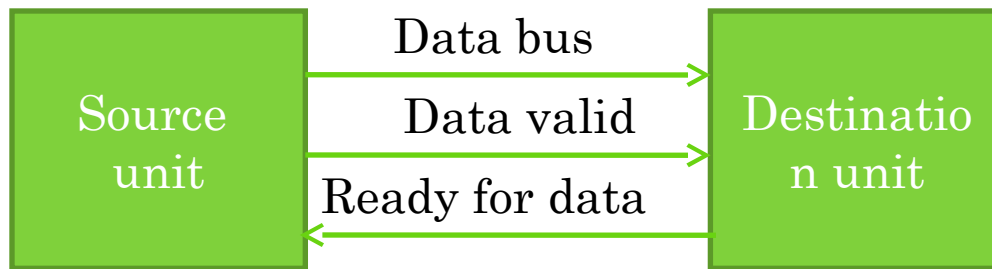 Data bus
Source
unit
Data valid
Destinatio
n unit
Ready for data